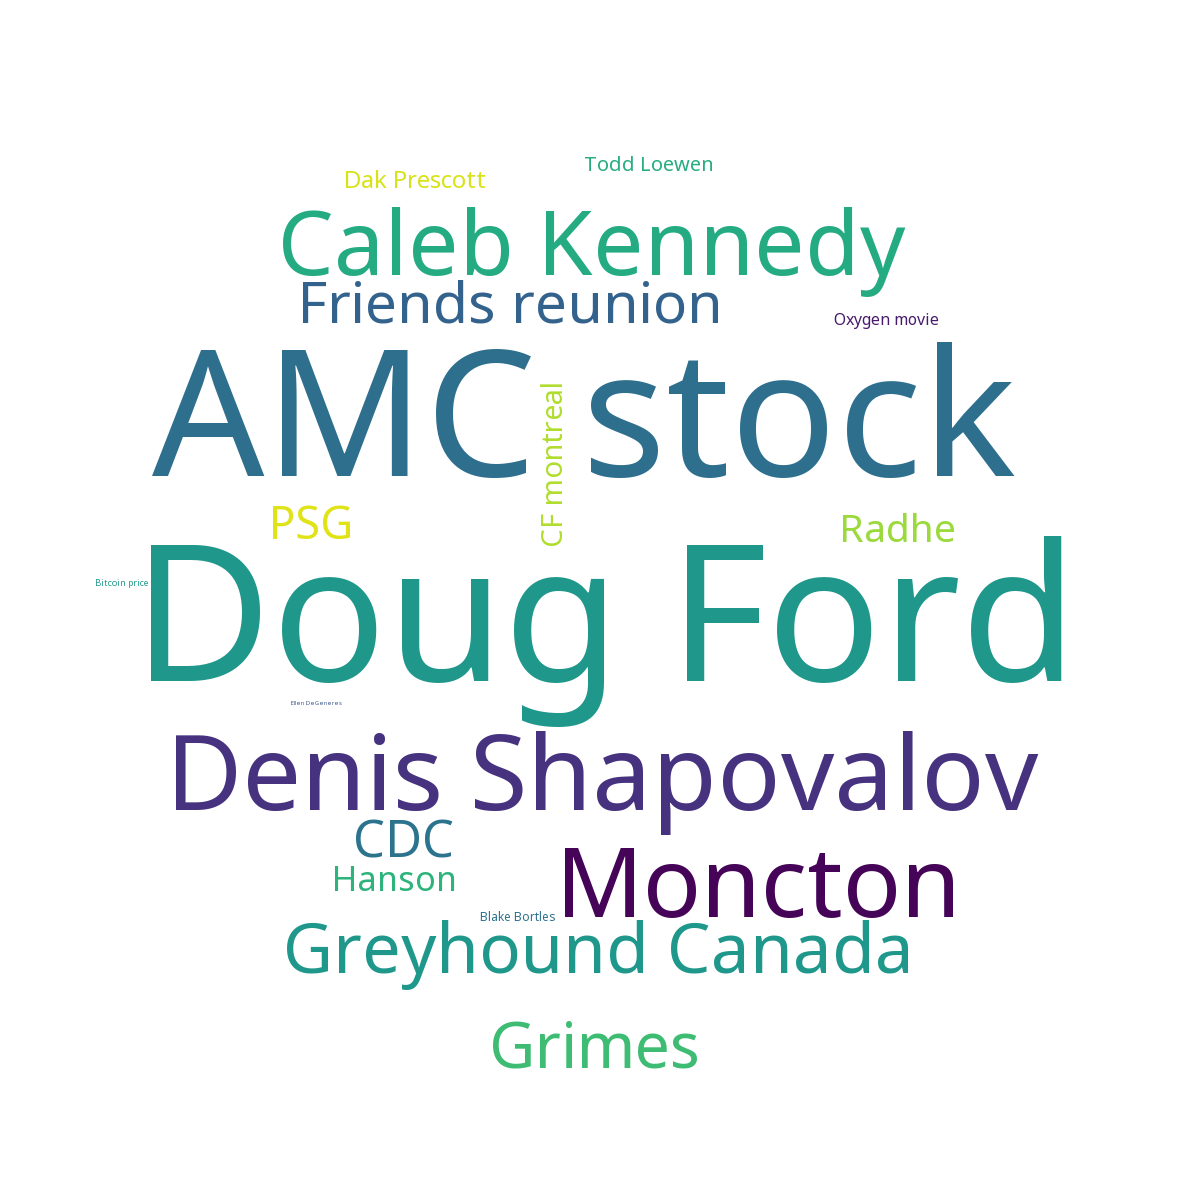 Todd Loewen
Dak Prescott
Caleb Kennedy
Friends reunion
Oxygen movie
AMC stock
CF montreal
PSG
Radhe
Bitcoin price
Doug Ford
Ellen DeGeneres
Denis Shapovalov
CDC
Hanson
Moncton
Blake Bortles
Greyhound Canada
Grimes